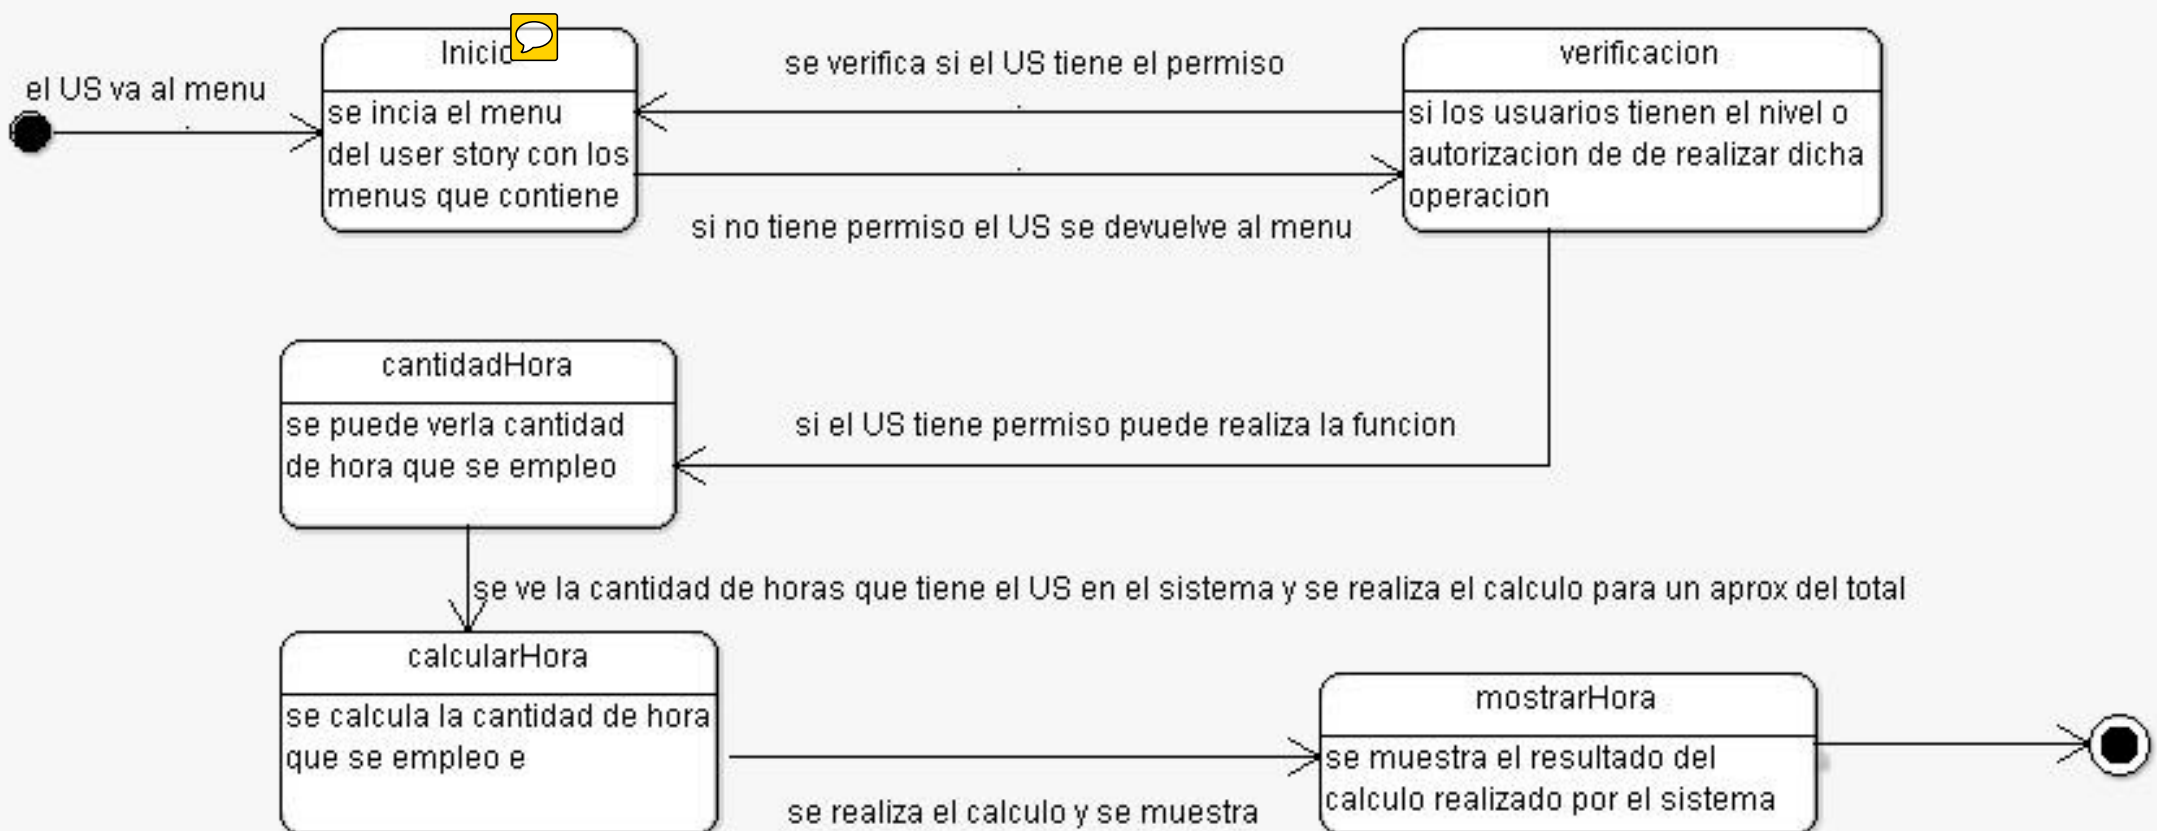 el US va al menu
Inicio
se incia el menu
del user story con los
menus que contiene
se verifica si el US tiene el permiso
si no tiene permiso el US se devuelve al menu
verificacion
si los usuarios tienen el nivel o
autorizacion de de realizar dicha
operacion
cantidadHora
se puede verla cantidad
de hora que se empleo
si el US tiene permiso puede realiza la funcion
se ve la cantidad de horas que tiene el US en el sistema y se realiza el calculo para un aprox del total
calcularHora
se calcula la cantidad de hora
que se empleo e
se realiza el calculo y se muestra
mostrarHora
se muestra el resultado del
calculo realizado por el sistema